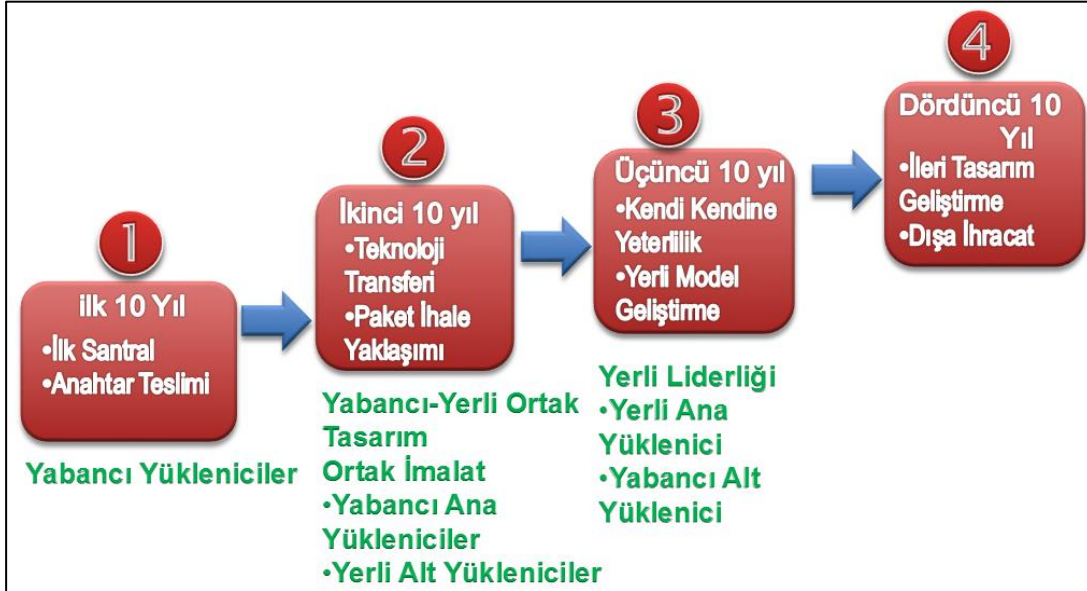 1
ilk 10 Yıl
•İlk Santral
•Anahtar Teslimi
Yabancı Yükleniciler
2
İkinci 10 yıl
•Teknoloji
Transferi
•Paket İhale
Yaklaşımı
Yabancı-Yerli Ortak
Tasarım
Ortak İmalat
•Yabancı Ana
Yükleniciler
•Yerli Alt Yükleniciler
3
Üçüncü 10 yıl
•Kendi Kendine
Yeterlilik
•Yerli Model
Geliştirme
Yerli Liderliği
•Yerli Ana
Yüklenici
•Yabancı Alt
Yüklenici
4
Dördüncü 10
Yıl
•İleri Tasarım
Geliştirme
•Dışa İhracat